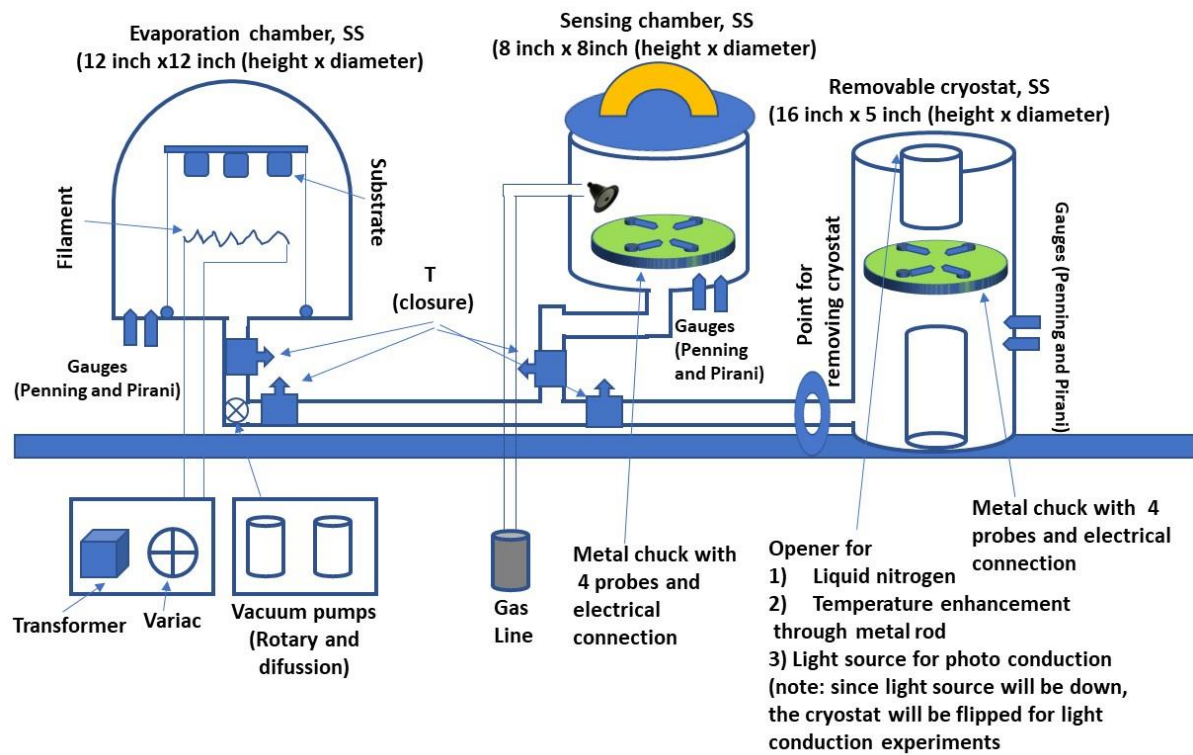 Evaporation chamber, SS
(12 inch x12 inch (height x diameter)
Sensing chamber, SS
(8 inch x 8inch (height x diameter)
Removable cryostat, SS
(16 inch x 5 inch (height x diameter)
Filament
Substrate
Gauges
(Penning and Pirani)
T
(closure)
Gauges
(Penning
and Pirani)
Point for
removing cryostat
Gauges (Penning and Pirani)
Transformer
Variac
Vacuum pumps
(Rotary and
difussion)
Gas
Line
Metal chuck with
4 probes and
electrical
connection
Opener for
1) Liquid nitrogen
2) Temperature enhancement
through metal rod
3) Light source for photo conduction
(note: since light source will be down,
the cryostat will be flipped for light
conduction experiments
Metal chuck with 4
probes and electrical
connection